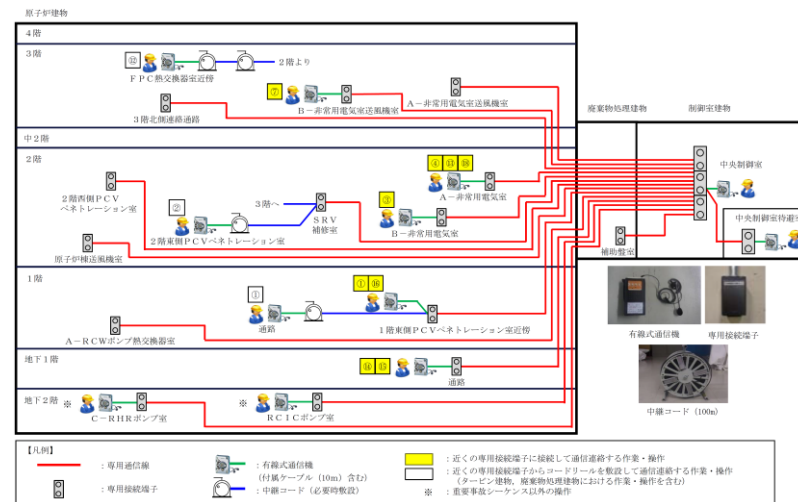 原子炉建物
4階
3階
⑫
FPC熱交換器室近傍
2階より
⑦
B－非常用電気室送風機室
A－非常用電気室送風機室
3階北側連絡通路
廃棄物処理建物
制御室建物
中2階
中央制御室
2階
2階西側PCV
ペネトレーション室
②
3階へ
2階東側PCVペネトレーション室
SRV
補修室
④
A－非常用電気室
③
B－非常用電気室
原子炉棟送風機室
中央制御室待避室
補助盤室
1階
①
通路
①⑯
1階東側PCVペネトレーション室近傍
A－RCWポンプ熱交換器室
有線式通信機
専用接続端子
中継コード（100m）
地下1階
⑮
通路
地下2階
※
C－RHRポンプ室
※
RCICポンプ室
【凡例】
：専用通信線
：専用接続端子
：有線式通信機
（付属ケーブル（10m）含む）
：中継コード（必要時敷設）
：近くの専用接続端子に接続して通信連絡する作業・操作
：近くの専用接続端子からコードリールを敷設して通信連絡する作業・操作
（タービン建物，廃棄物処理建物における作業・操作を含む）
※ ：重要事故シーケンス以外の操作